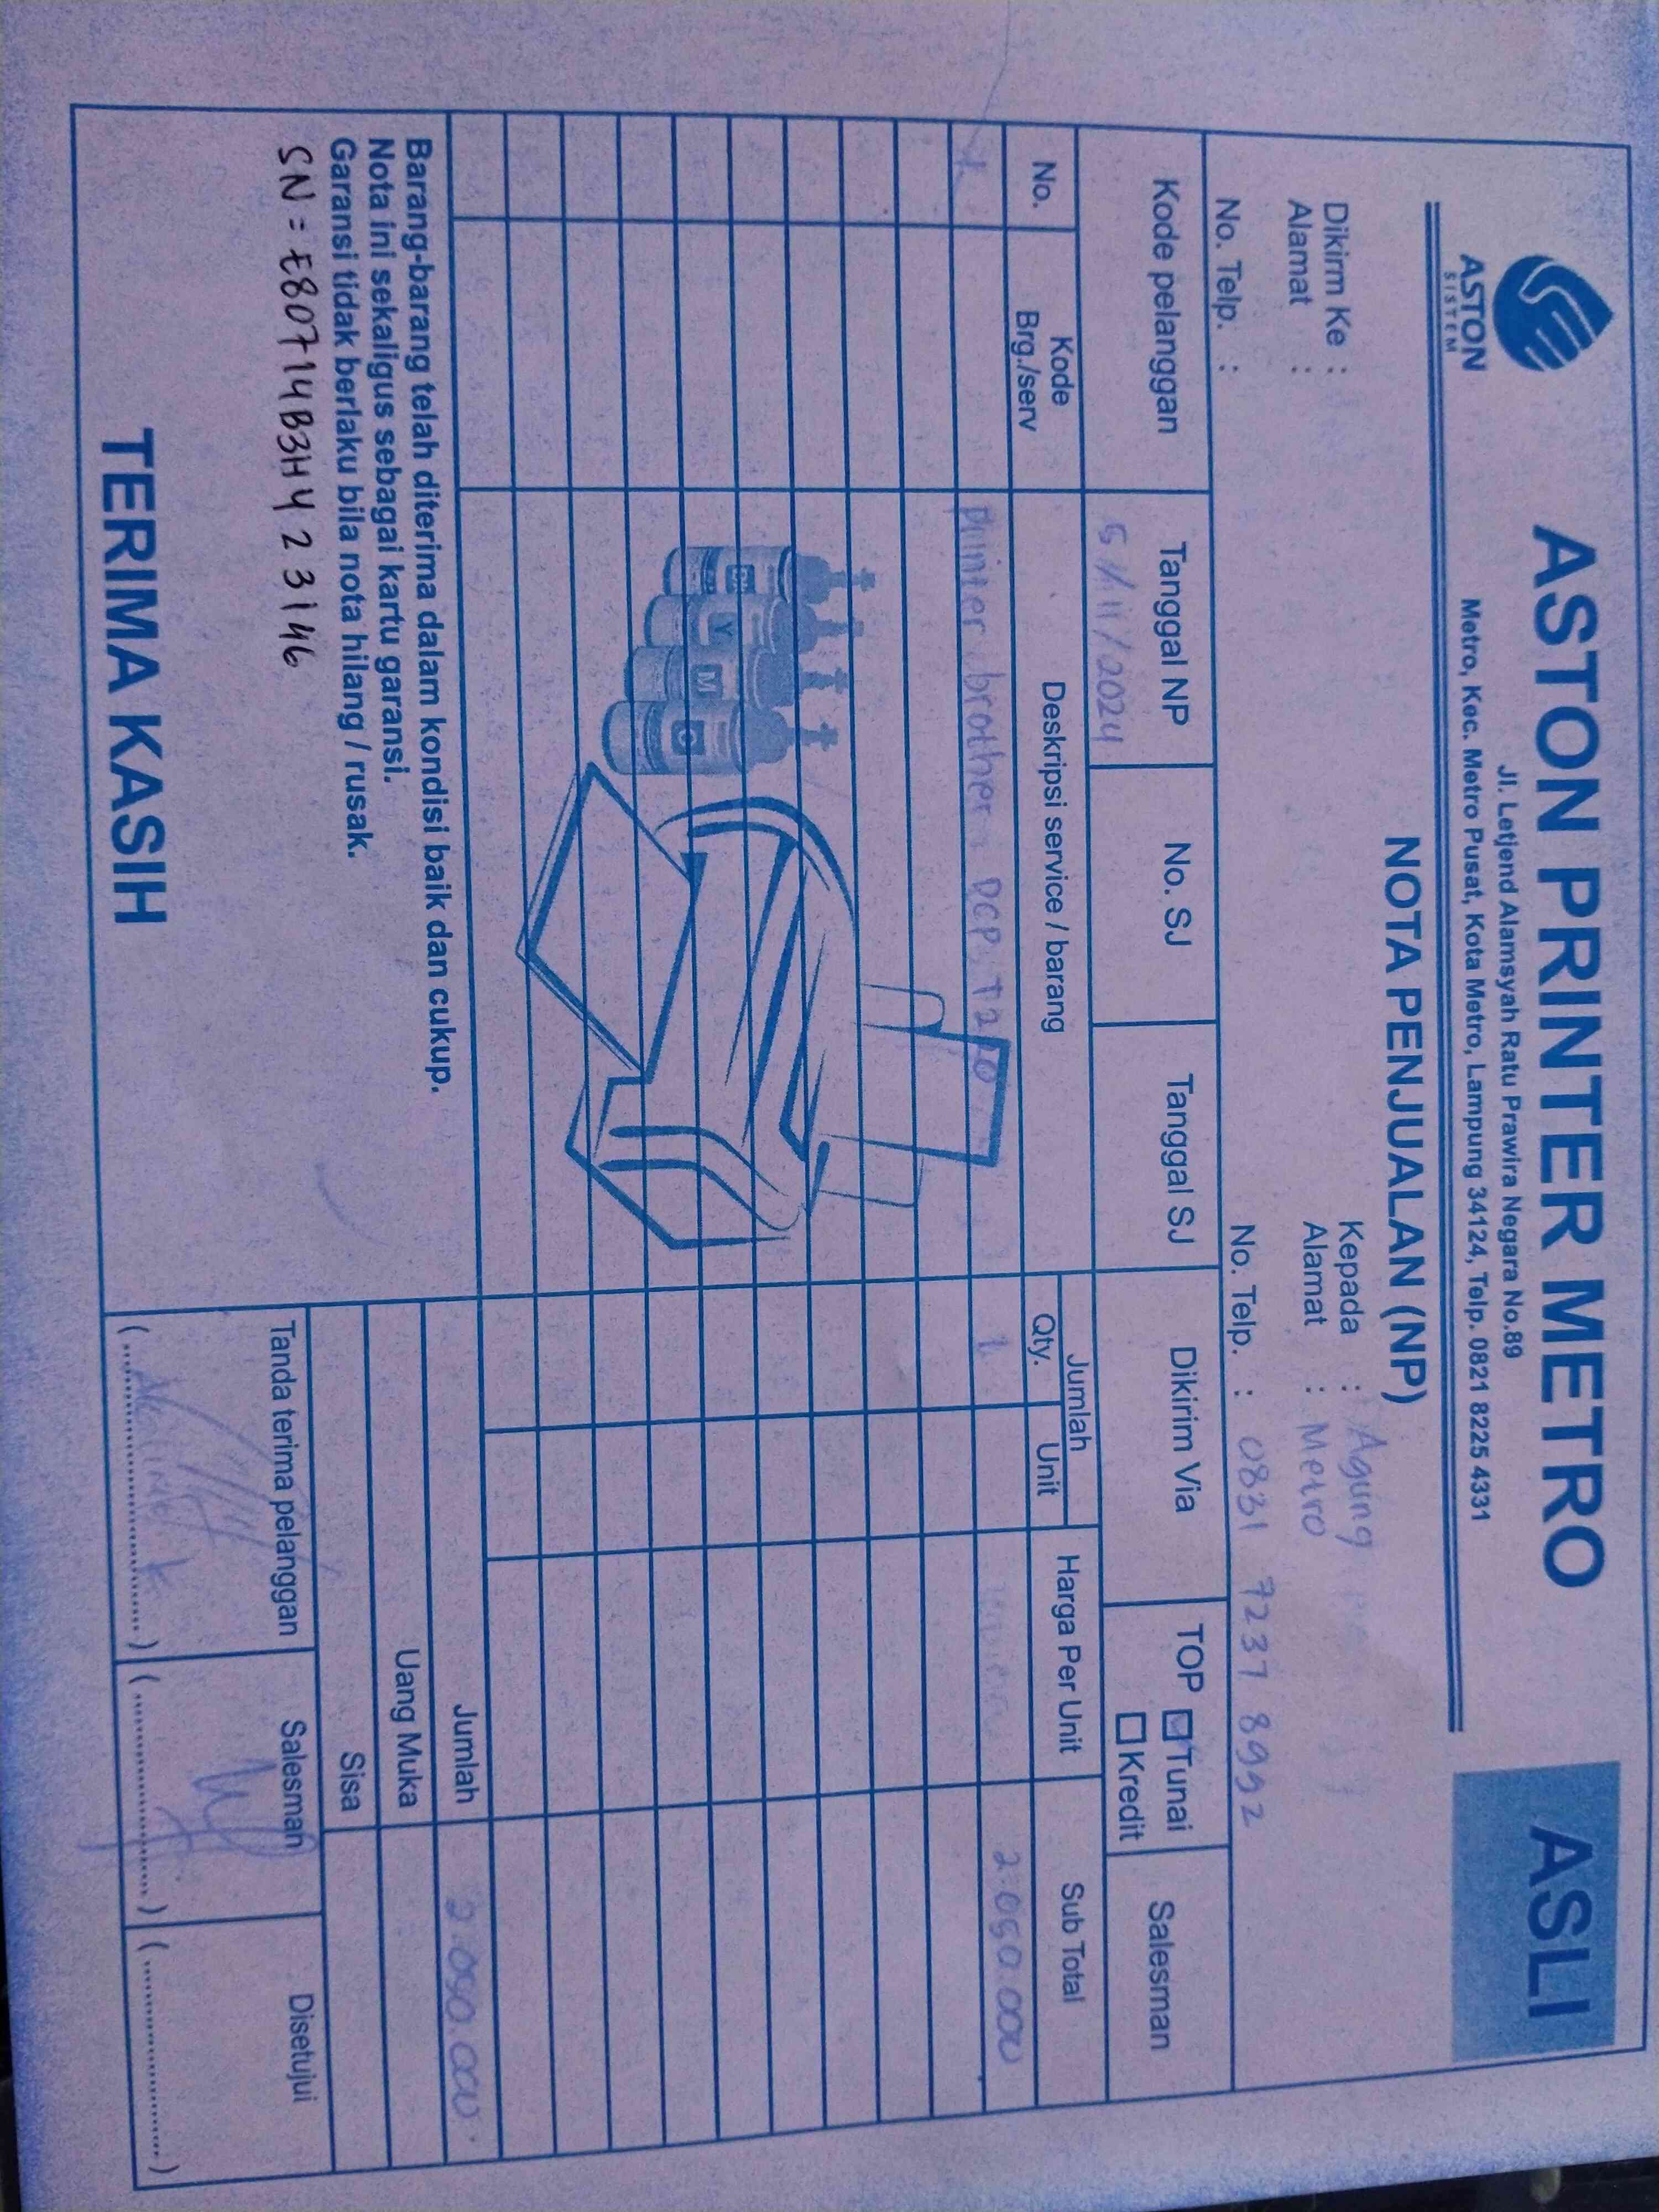 ASTON
SISTEM
ASTON PRINTER METRO
ASLI
Jl. Letjend Alamsyah Ratu Prawira Negara No.89
Metro, Kec. Metro Pusat, Kota Metro, Lampung 34124, Telp. 0821 8225 4331
NOTA PENJUALAN (NP)
Dikirm Ke :
Kepada : Agung
Alamat :
Alamat : Metro
No. Telp. :
No. Telp. : 0831 7237 8992
Kode pelanggan
Tanggal NP
No. SJ
Tanggal SJ
Dikirim Via
TOP
Tunai
Kredit
Salesman
5/11/2024
No.
Kode Brg./serv
Deskripsi service / barang
Jumlah
Qty.
Unit
Harga Per Unit
Sub Total
1 Printer brother DCP. 1 2.050.000
Y
M
C
Jumlah 2.050.000
Uang Muka
Sisa
Barang-barang telah diterima dalam kondisi baik dan cukup.
Nota ini sekaligus sebagai kartu garansi.
Garansi tidak berlaku bila nota hilang / rusak.
SN = E80714B3H423146
TERIMA KASIH
Tanda terima pelanggan
Salesman
Disetujui
(..................) (..................) (..................)